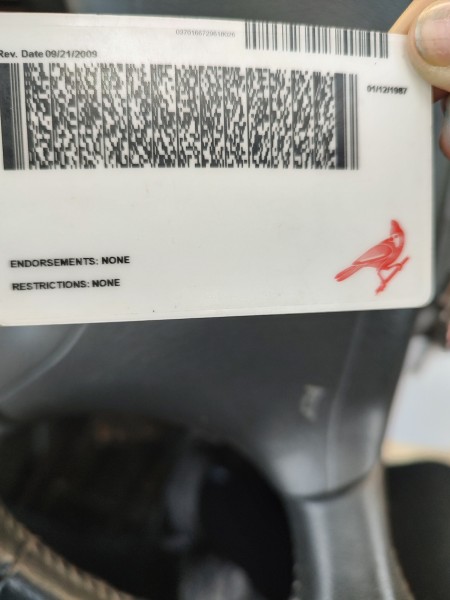 Rev. Date 09/21/2009
01/12/1987
ENDORSEMENTS: NONE
RESTRICTIONS: NONE